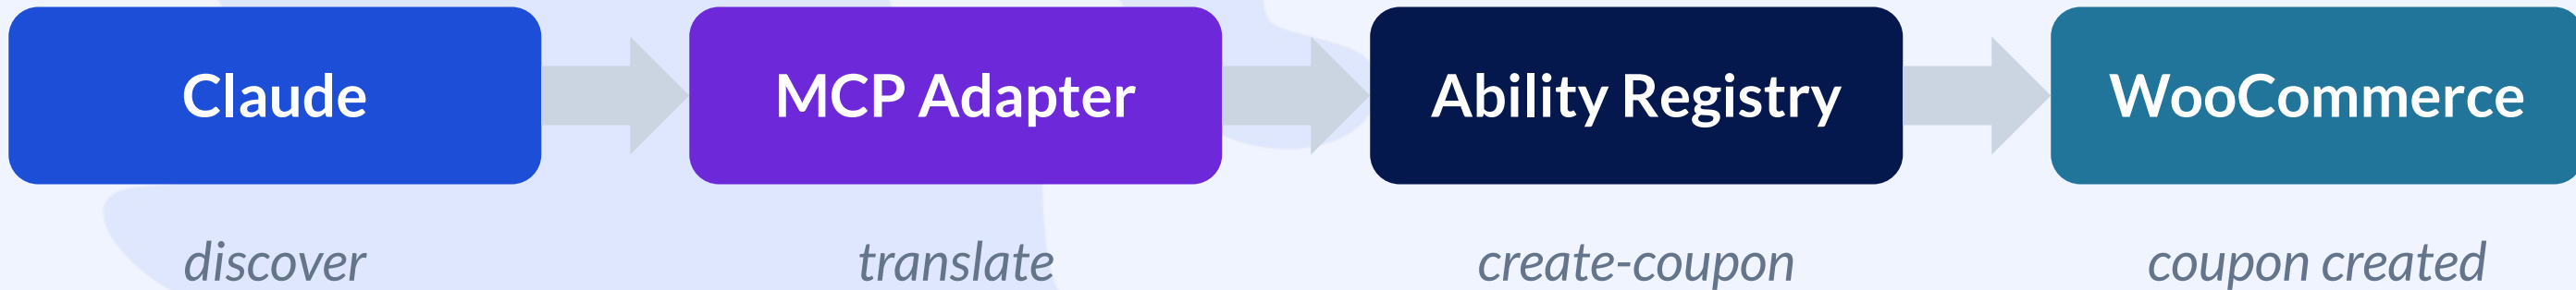 Claude
MCP Adapter
Ability Registry
WooCommerce
discover
translate
create-coupon
coupon created